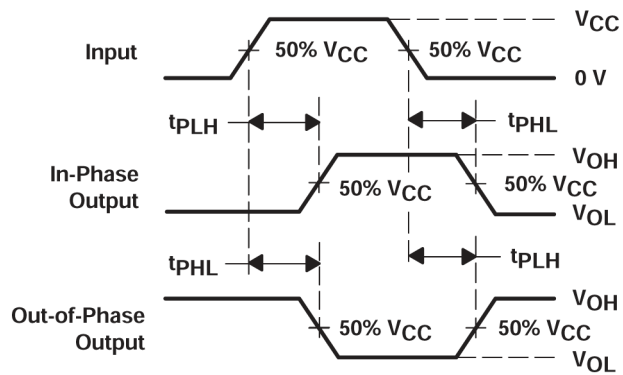 VCC
Input
50% VCC
50% VCC
0 V
tPLH
tPHL
VOH
In-Phase
Output
50% VCC
50% VCC
VOL
tPHL
tPLH
VOH
Out-of-Phase
Output
50% VCC
50% VCC
VOL